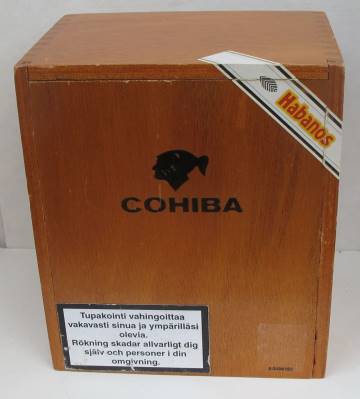 Habanos
COHIBA
Tupakointi vahingoittaa
vakavasti sinua ja ympärilläsi
olevia.
Rökning skadar allvarligt dig
själv och personer i din
omgivning.